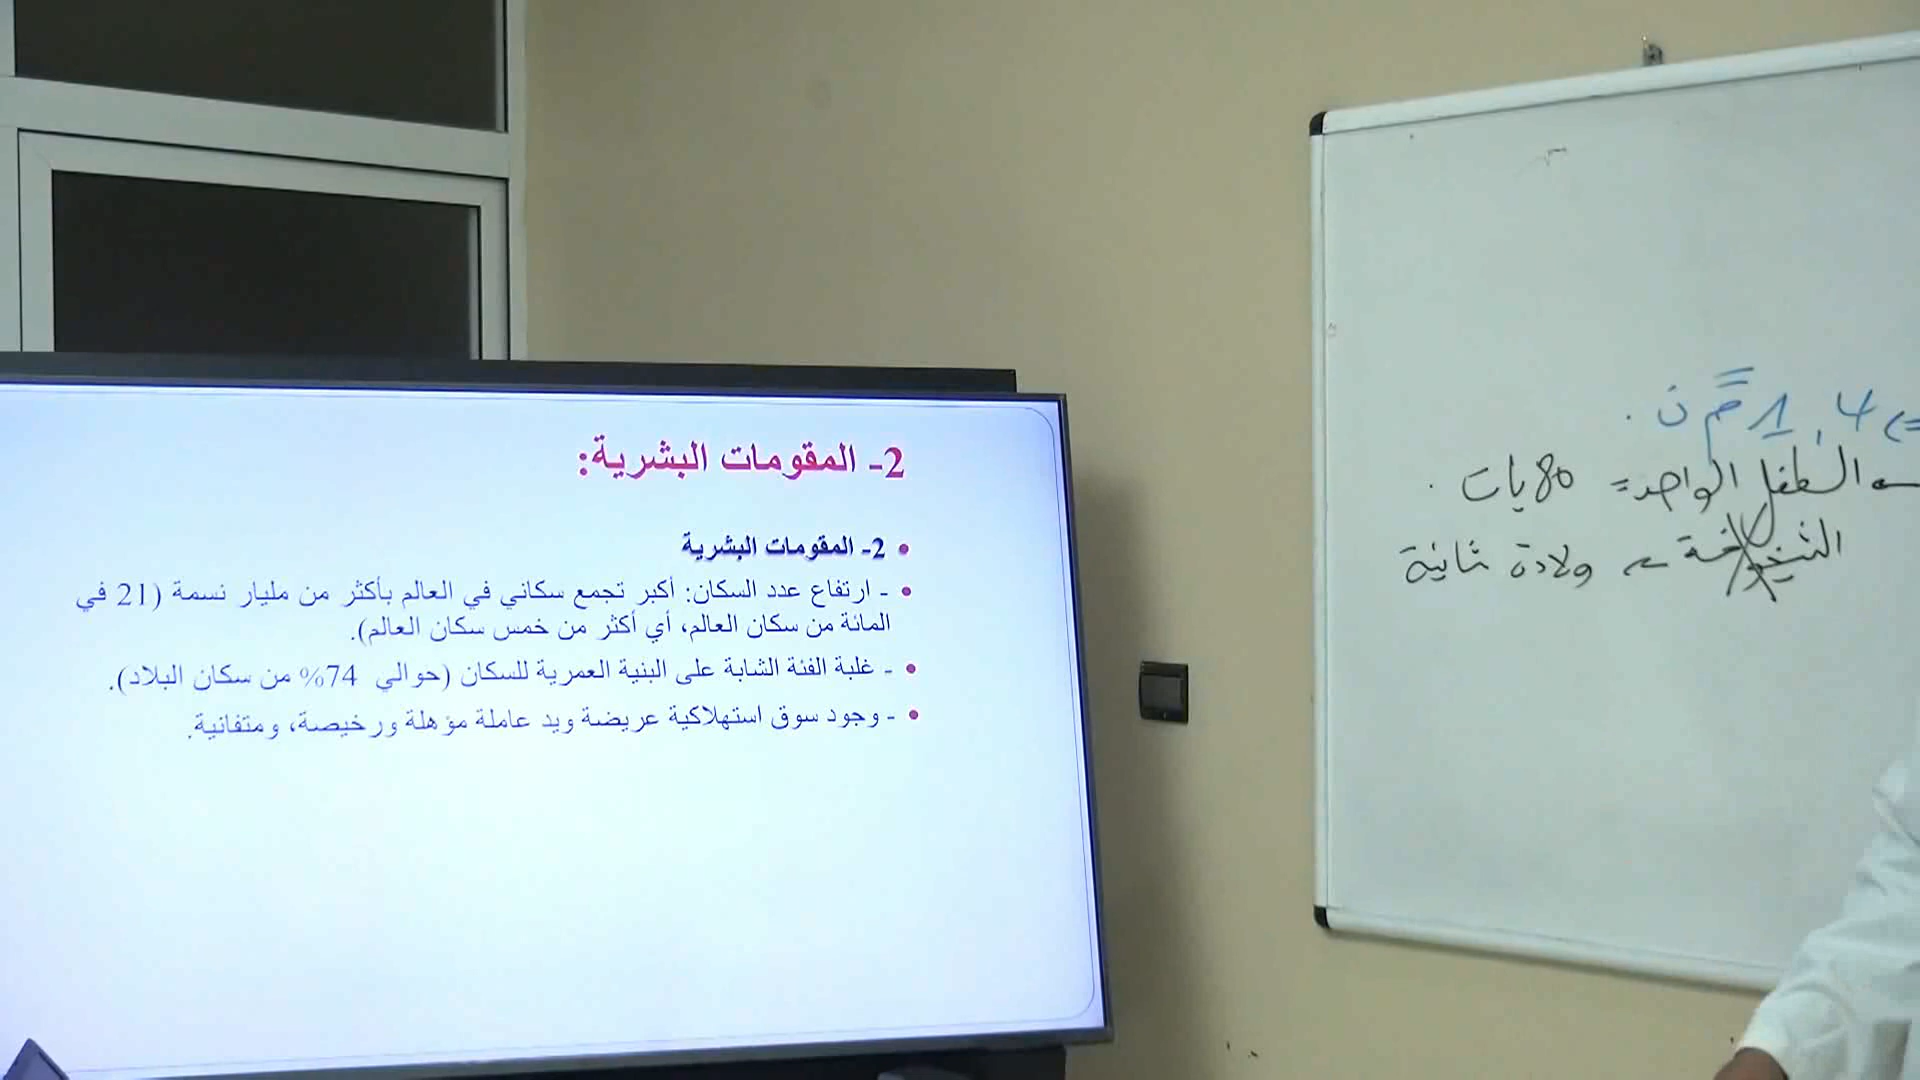 2- المقومات البشرية:
• 2- المقومات البشرية
• - ارتفاع عدد السكان: أكبر تجمع سكاني في العالم بأكثر من مليار نسمة (21 في
المائة من سكان العالم، أي أكثر من خمس سكان العالم).
• - غلبة الفئة الشابة على البنية العمرية للسكان (حوالي 74% من سكان البلاد).
• - وجود سوق استهلاكية عريضة ويد عاملة مؤهلة ورخيصة، ومتفانية.
الطفل الواحد = 80 يات.
الشيخوخة ولادة ثانية